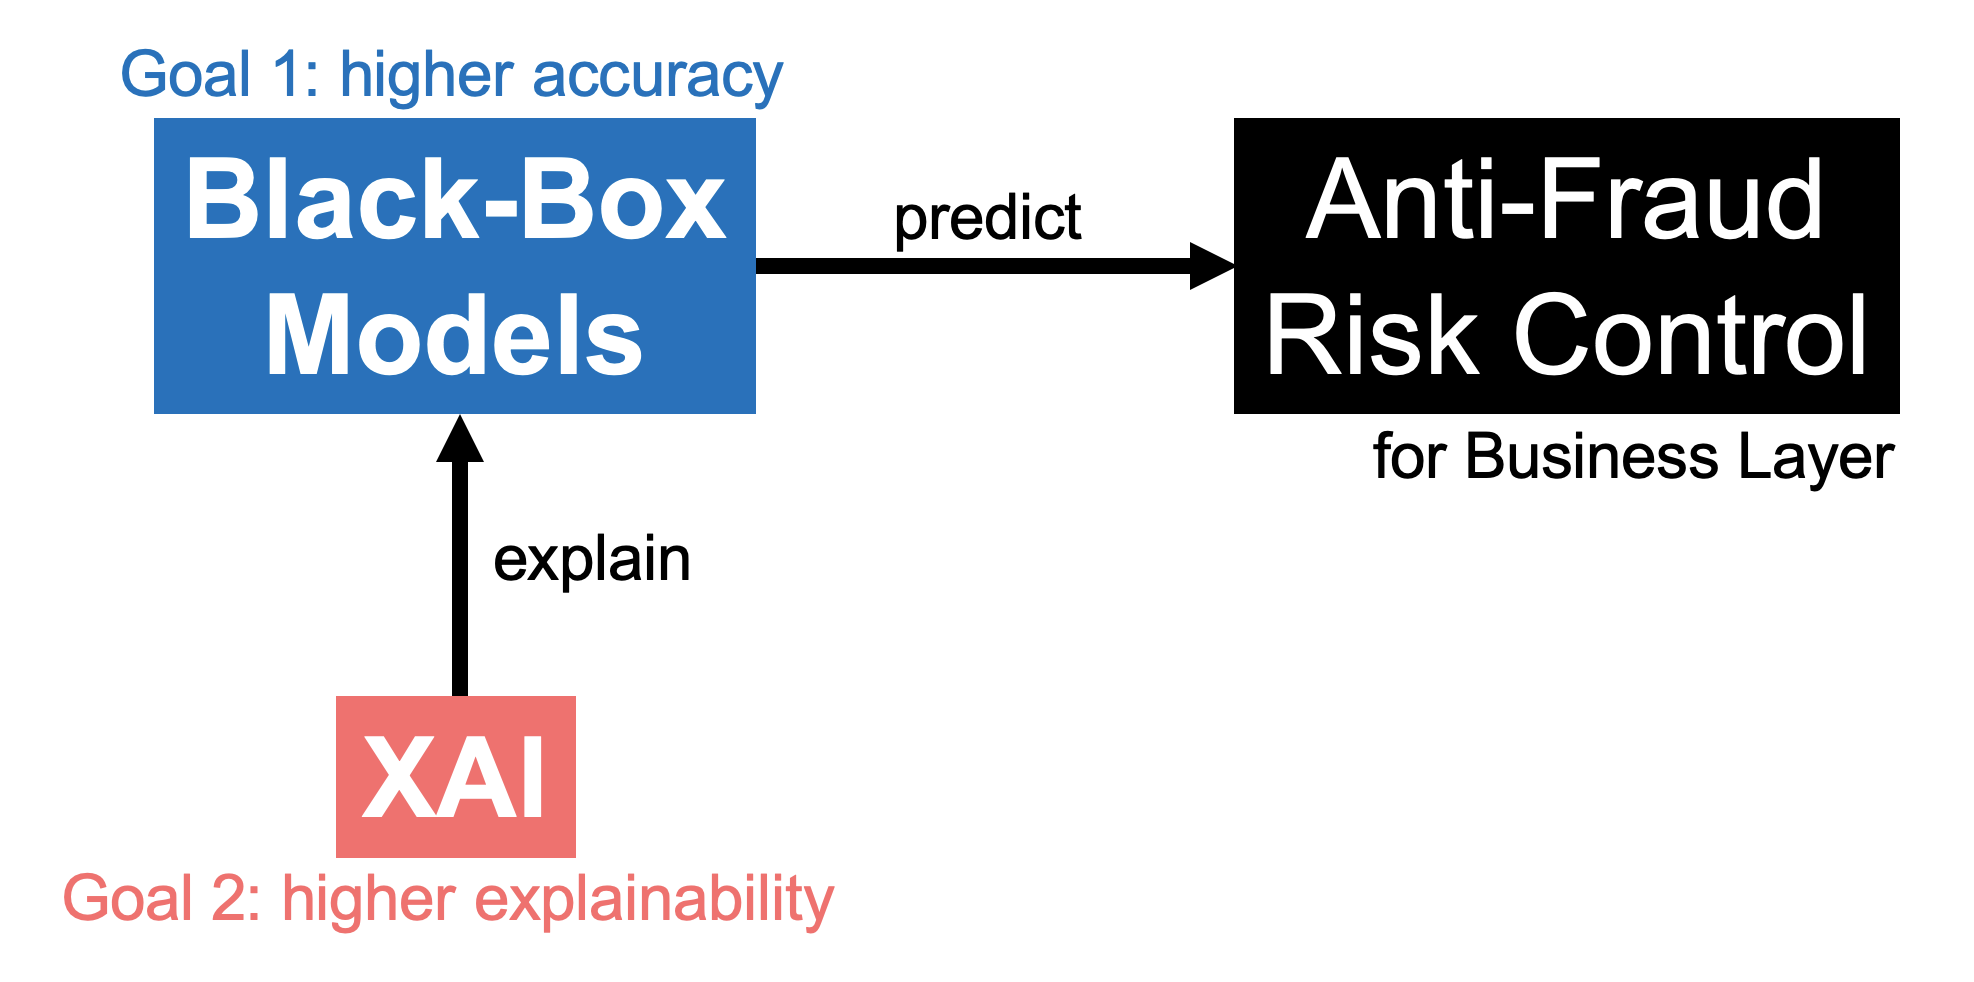 Goal 1: higher accuracy
Black-Box
Models
predict
Anti-Fraud
Risk Control
for Business Layer
explain
XAI
Goal 2: higher explainability